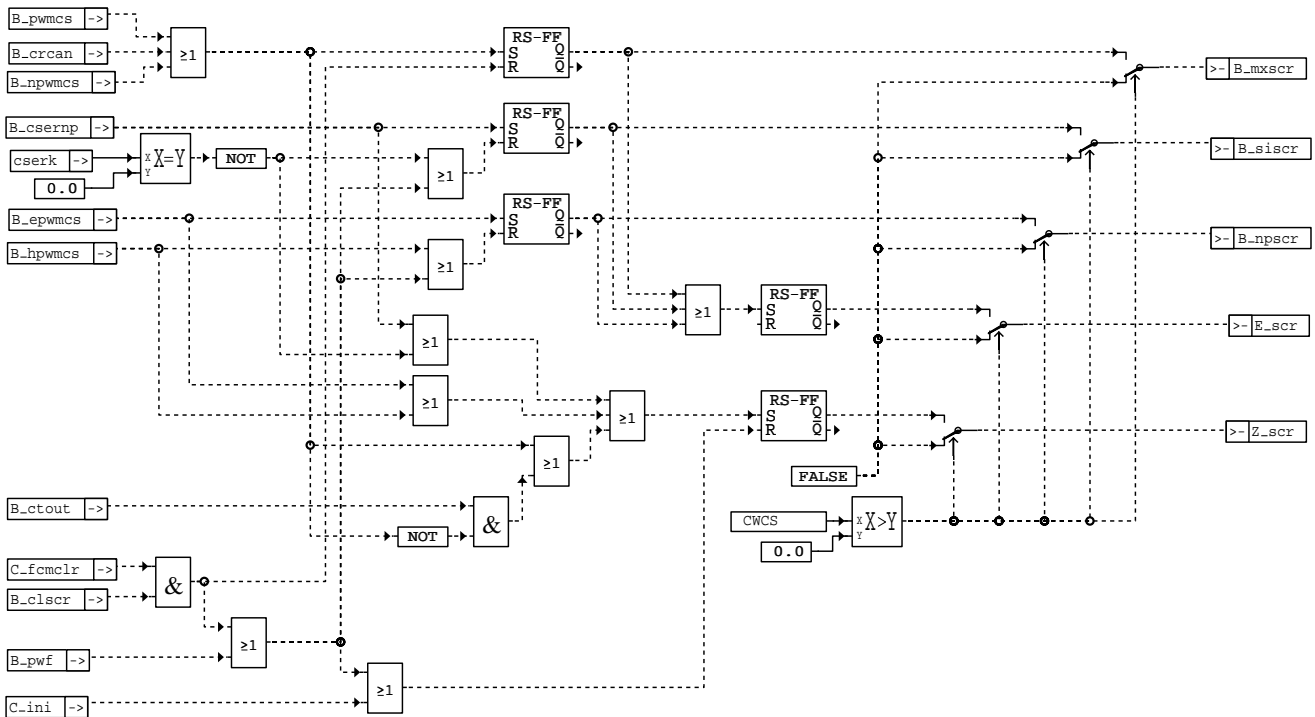 B_pwmcs ->
B_crcan ->
B_npwmcs ->
≥1
RS-FF
S Q
R Q̅
>- B_mxscr
B_csernp ->
RS-FF
S Q
R Q̅
cserk ->
X X=Y
Y
NOT
0.0
≥1
>- B_siscr
B_epwmcs ->
RS-FF
S Q
R Q̅
B_hpwmcs ->
≥1
>- B_npscr
≥1
RS-FF
S Q
R Q̅
>- E_scr
≥1
≥1
≥1
RS-FF
S Q
R Q̅
>- Z_scr
≥1
FALSE
B_ctout ->
&
NOT
CWCS
X X>Y
Y
0.0
C_fcmclr ->
B_clscr ->
&
≥1
B_pwf ->
≥1
C_ini ->